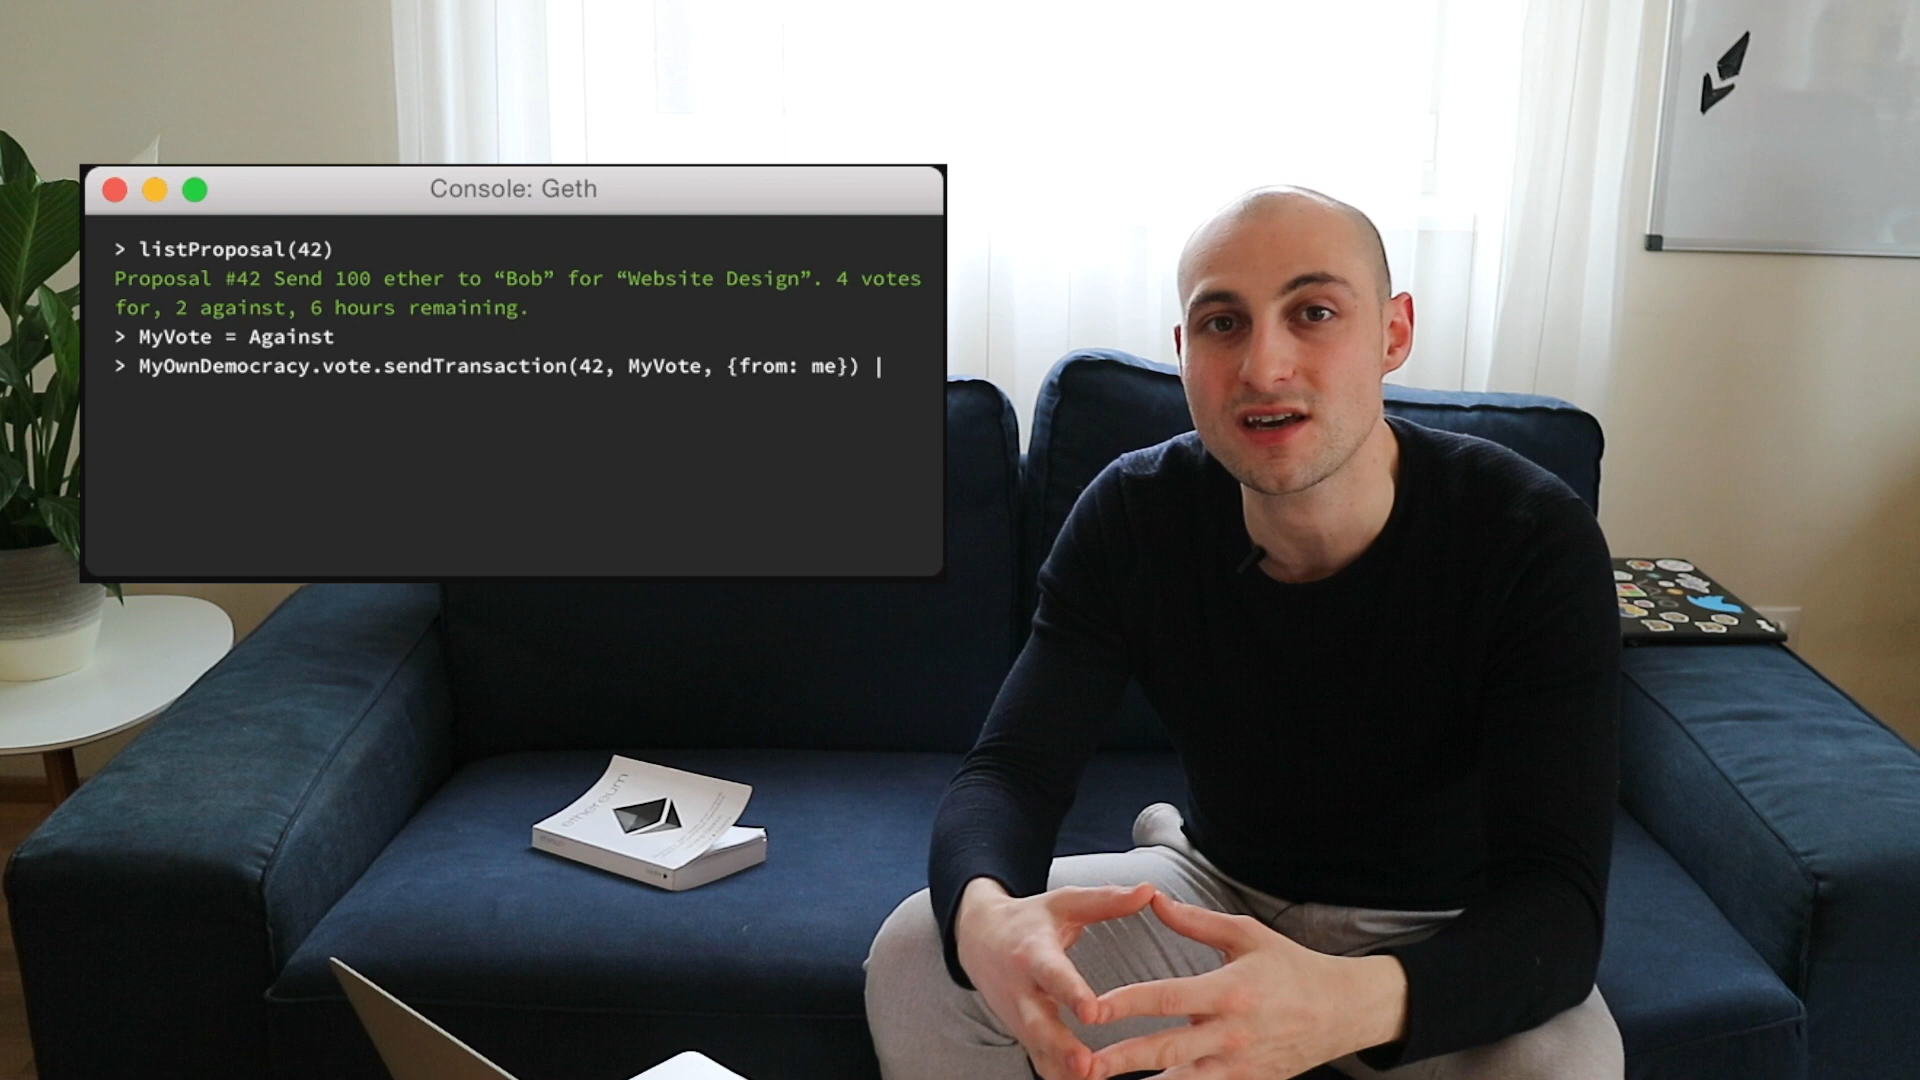 Console: Geth
> listProposal(42)
Proposal #42 Send 100 ether to “Bob” for “Website Design”. 4 votes
for, 2 against, 6 hours remaining.
> MyVote = Against
> MyOwnDemocracy.vote.sendTransaction(42, MyVote, {from: me}) |
ethereum